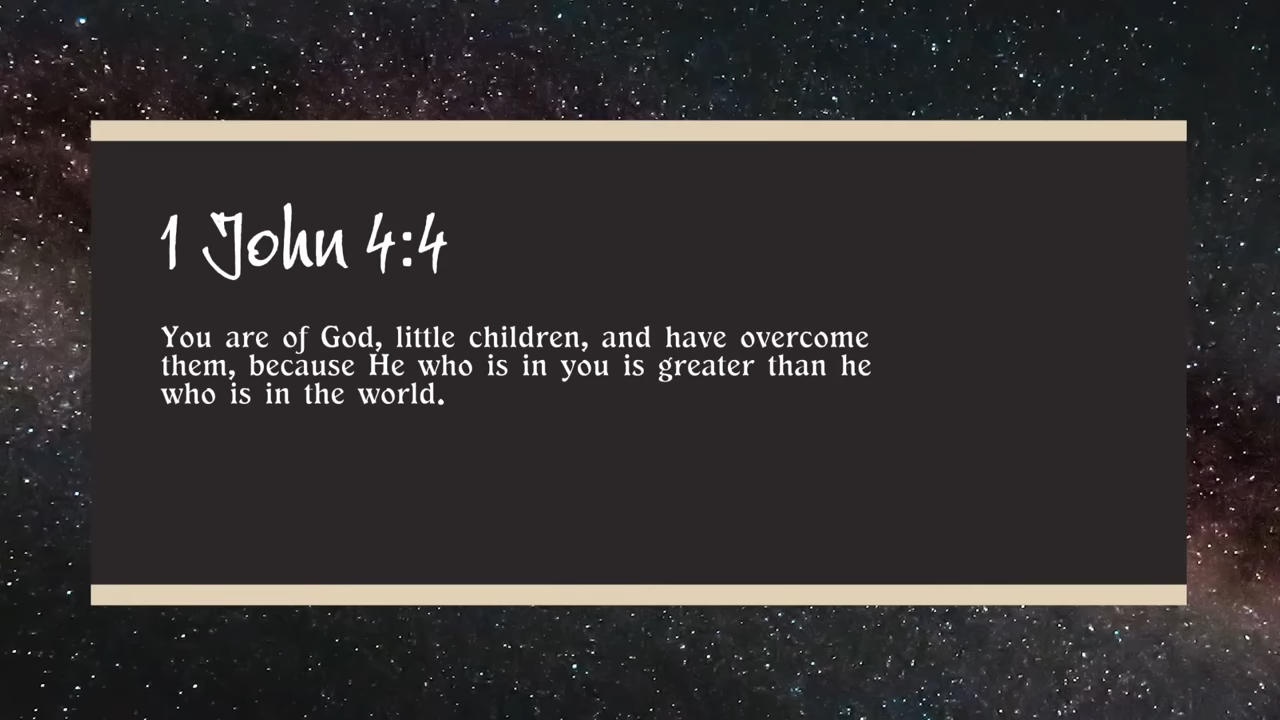 1 John 4:4
You are of God, little children, and have overcome
them, because He who is in you is greater than he
who is in the world.